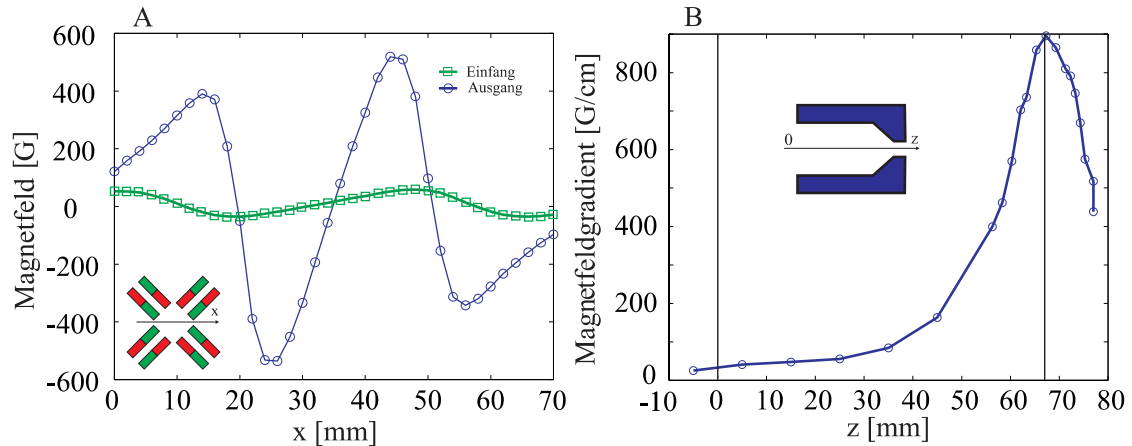 A
Magnetfeld [G]
600
400
200
0
-200
-400
-600
Einfang
Ausgang
x
0 10 20 30 40 50 60 70
x [mm]
B
Magnetfeldgradient [G/cm]
800
600
400
200
0
0 z
-10 0 10 20 30 40 50 60 70 80
z [mm]